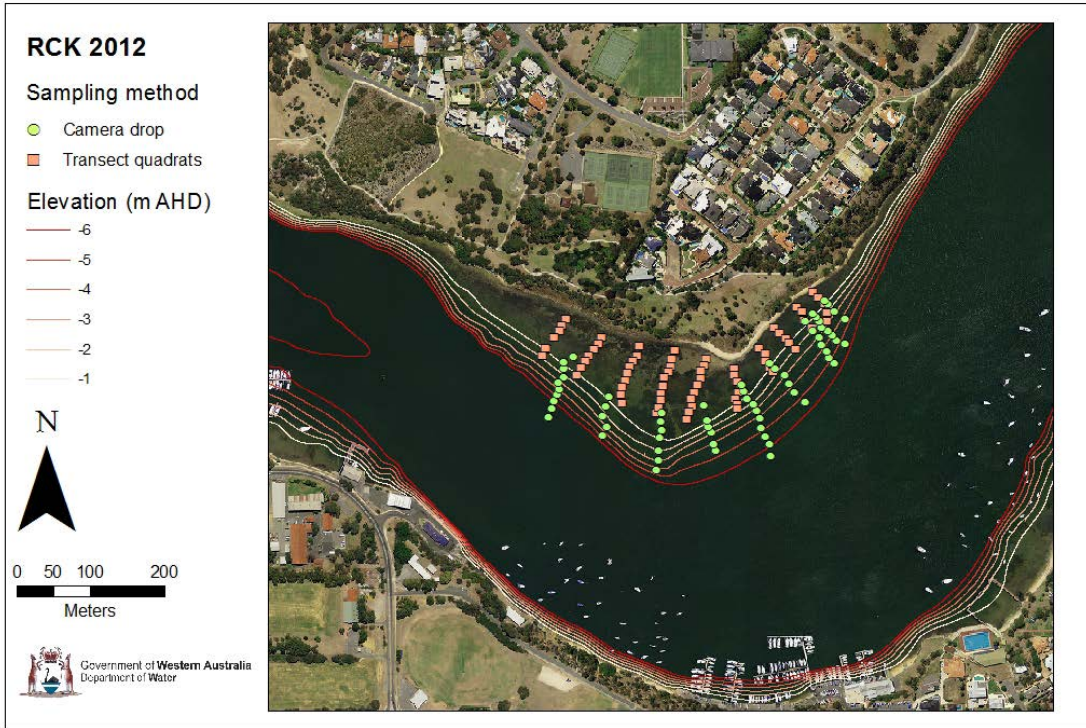 RCK 2012
Sampling method
Camera drop
Transect quadrats
Elevation (m AHD)
-6
-5
-4
-3
-2
-1
N
0 50 100 200
Meters
Government of Western Australia
Department of Water